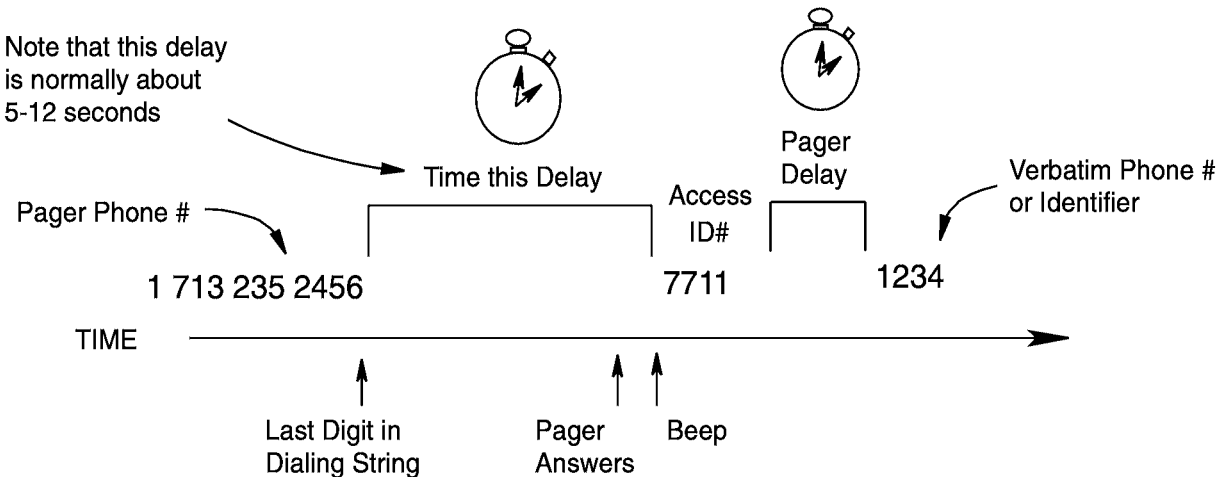 Note that this delay
is normally about
5-12 seconds
Time this Delay
Pager
Delay
Access
ID#
Verbatim Phone #
or Identifier
Pager Phone #
1 713 235 2456
7711
1234
TIME
Last Digit in
Dialing String
Pager
Answers
Beep